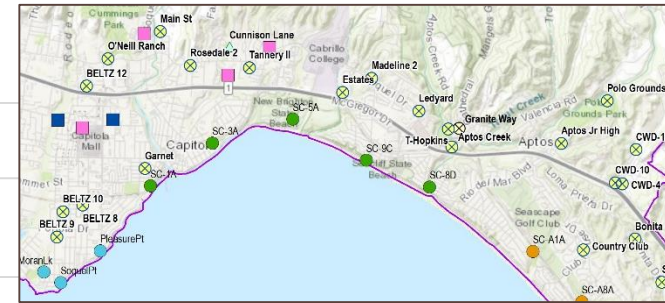 Cummings
Park
Main St
O'Neill Ranch
Cunnison Lane
Rosedale 2
Tannery II
Cabrillo
College
BELTZ 12
Madeline 2
Estates
1
New Brighton
State
Beach
SC-5A
McGregor Dr
Ledyard
Granite Way
T-Hopkins
Aptos Creek
Aptos
Valencia Rd
Polo Grounds
Polo
Grounds Park
Aptos Jr High
CWD-1
Capitola
Mall
SC-3A
SC-9C
State
Beach
Garnet
SC-1A
SC-8D
Rio del Mar Blvd
CWD-10
CWD-4
BELTZ 10
BELTZ 8
BELTZ 9
PleasurePt
Seascape
Golf Club
SC-A1A
Bonita
Country Club
MoranLk
SoquelPt
SC-A8A